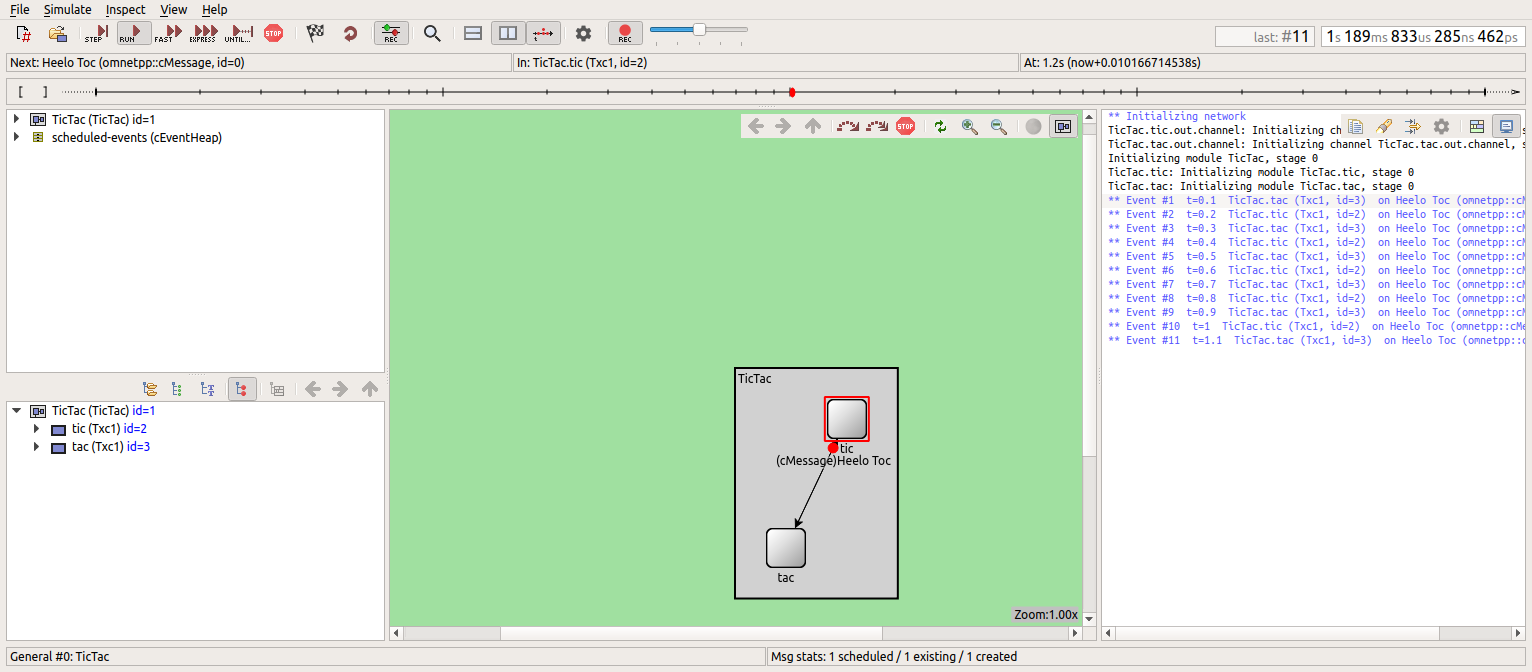 File Simulate Inspect View Help
STEP RUN FAST EXPRESS UNTIL... STOP REC REC last: #11 1s 189ms 833us 285ns 462ps
Next: Heelo Toc (omnetpp::cMessage, id=0) In: TicTac.tic (Txc1, id=2) At: 1.2s (now+0.010166714538s)
[ ]
TicTac (TicTac) id=1
scheduled-events (cEventHeap)
TicTac (TicTac) id=1
tic (Txc1) id=2
tac (Txc1) id=3
STOP
TicTac
tic
(cMessage)Heelo Toc
tac
Zoom:1.00x
** Initializing network
TicTac.tic.out.channel: Initializing ch
TicTac.tac.out.channel: Initializing channel TicTac.tac.out.channel, s
Initializing module TicTac, stage 0
TicTac.tic: Initializing module TicTac.tic, stage 0
TicTac.tac: Initializing module TicTac.tac, stage 0
** Event #1 t=0.1 TicTac.tac (Txc1, id=3) on Heelo Toc (omnetpp::cMe
** Event #2 t=0.2 TicTac.tic (Txc1, id=2) on Heelo Toc (omnetpp::cM
** Event #3 t=0.3 TicTac.tac (Txc1, id=3) on Heelo Toc (omnetpp::cM
** Event #4 t=0.4 TicTac.tic (Txc1, id=2) on Heelo Toc (omnetpp::cM
** Event #5 t=0.5 TicTac.tac (Txc1, id=3) on Heelo Toc (omnetpp::cM
** Event #6 t=0.6 TicTac.tic (Txc1, id=2) on Heelo Toc (omnetpp::cM
** Event #7 t=0.7 TicTac.tac (Txc1, id=3) on Heelo Toc (omnetpp::cM
** Event #8 t=0.8 TicTac.tic (Txc1, id=2) on Heelo Toc (omnetpp::cM
** Event #9 t=0.9 TicTac.tac (Txc1, id=3) on Heelo Toc (omnetpp::cM
** Event #10 t=1 TicTac.tic (Txc1, id=2) on Heelo Toc (omnetpp::cMe
** Event #11 t=1.1 TicTac.tac (Txc1, id=3) on Heelo Toc (omnetpp::c
General #0: TicTac Msg stats: 1 scheduled / 1 existing / 1 created